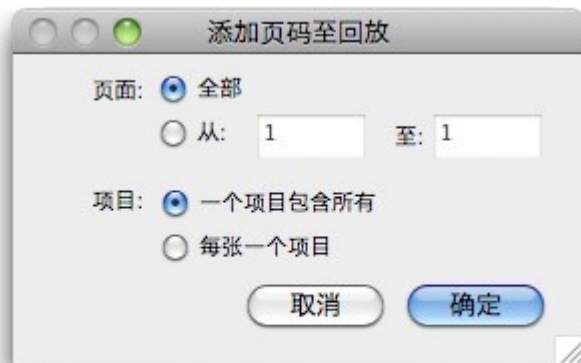 添加页码至回放
页面: 全部
从: 1 至: 1
项目: 一个项目包含所有
每张一个项目
取消 确定